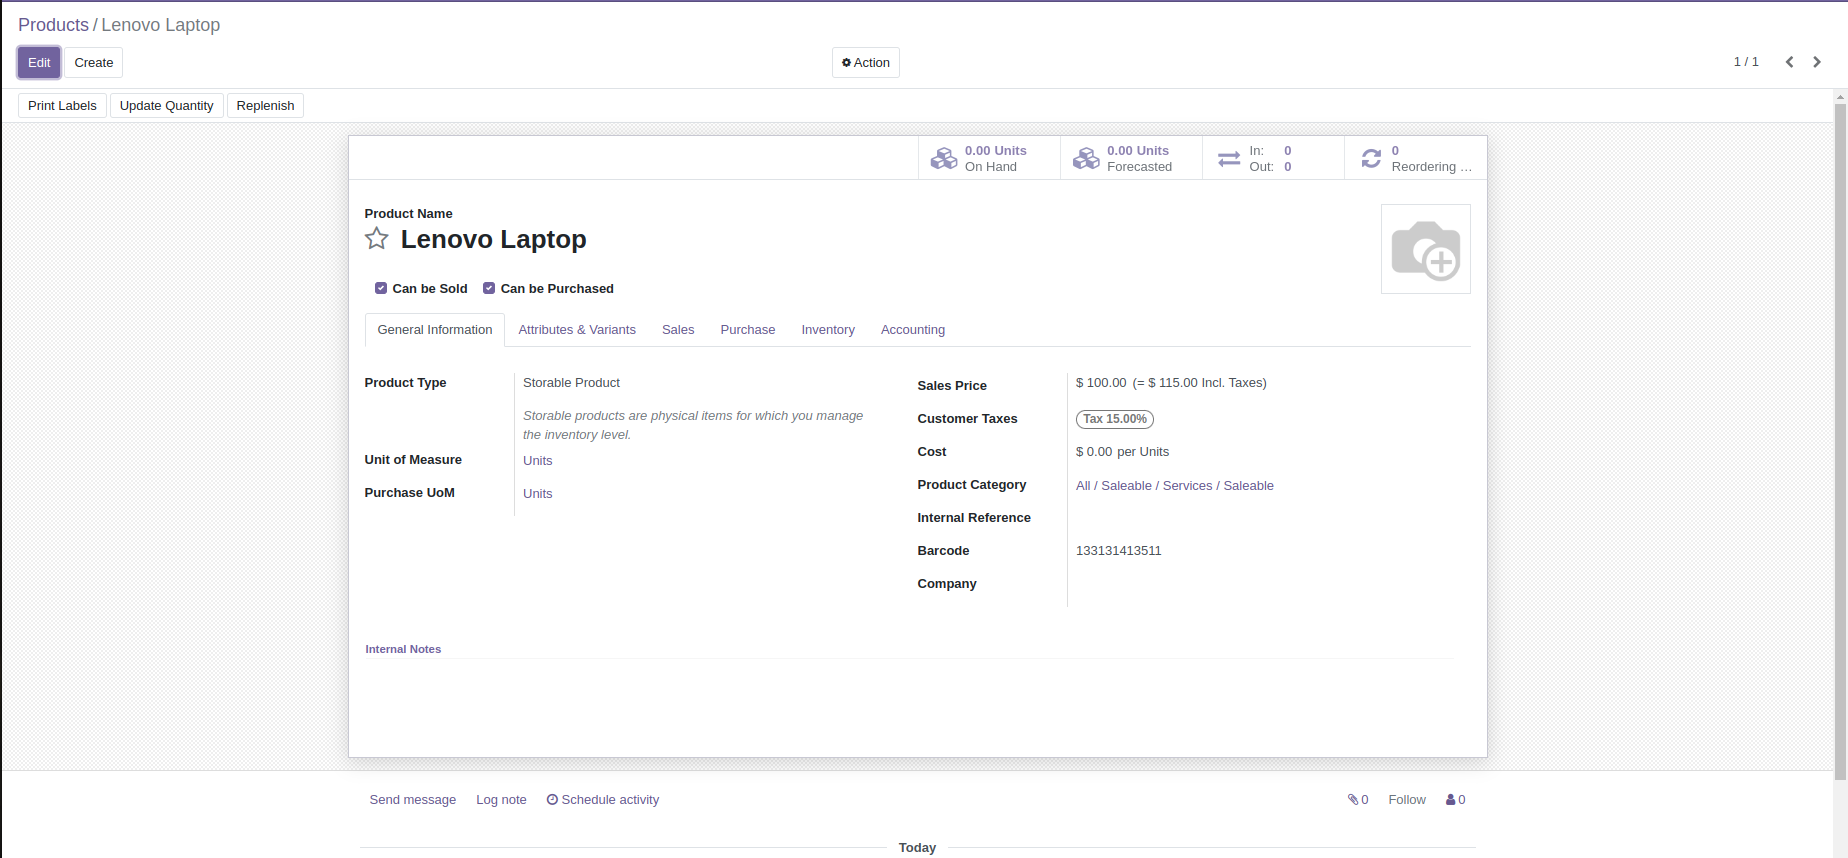 Products / Lenovo Laptop
Edit Create Action 1 / 1
Print Labels Update Quantity Replenish
0.00 Units
On Hand
0.00 Units
Forecasted
In: 0
Out: 0
0
Reordering ...
Product Name
Lenovo Laptop
Can be Sold Can be Purchased
General Information Attributes & Variants Sales Purchase Inventory Accounting
Product Type Storable Product
Storable products are physical items for which you manage
the inventory level.
Unit of Measure Units
Purchase UoM Units
Sales Price $ 100.00 (= $ 115.00 Incl. Taxes)
Customer Taxes Tax 15.00%
Cost $ 0.00 per Units
Product Category All / Saleable / Services / Saleable
Internal Reference
Barcode 133131413511
Company
Internal Notes
Send message Log note Schedule activity 0 Follow 0
Today